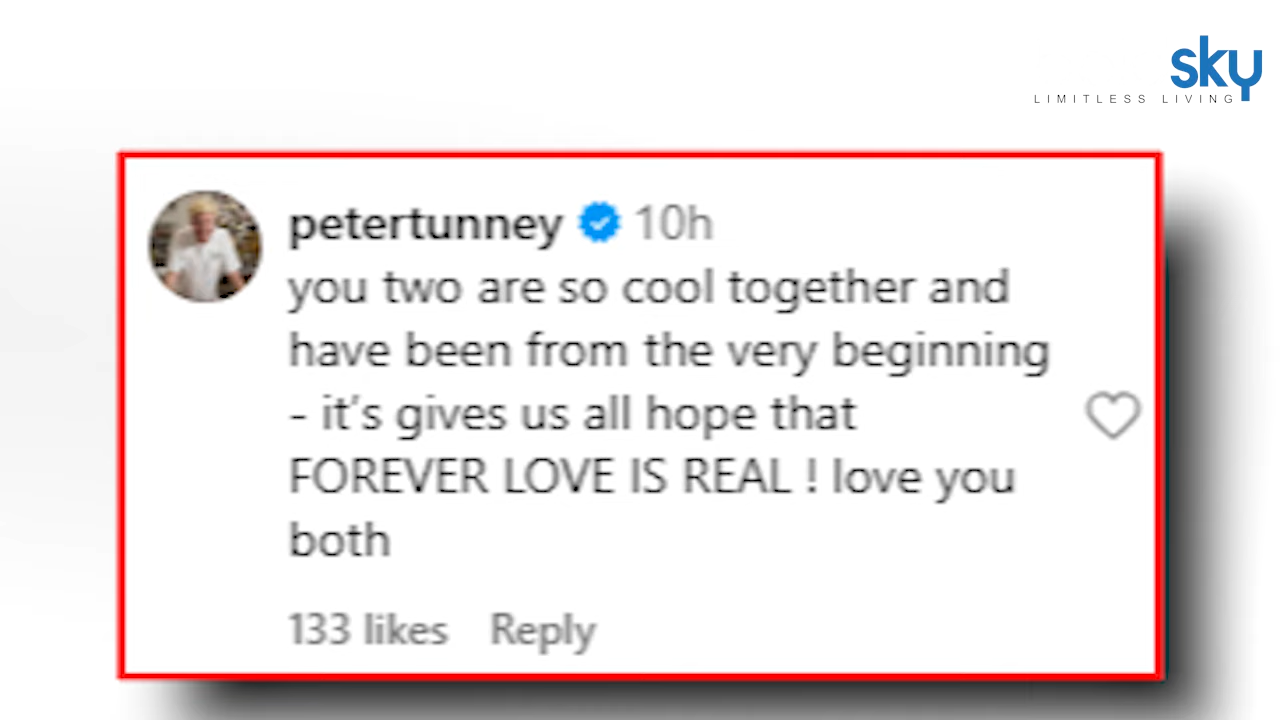 sky
LIMITLESS LIVING
petertunney 10h
you two are so cool together and
have been from the very beginning
- it’s gives us all hope that
FOREVER LOVE IS REAL ! love you
both
133 likes Reply